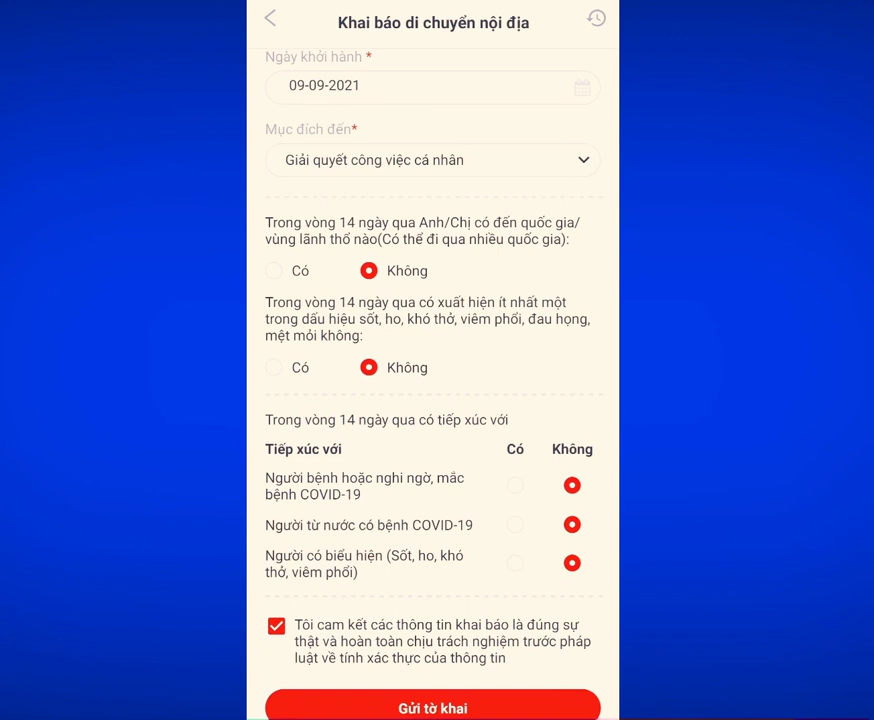 Khai báo di chuyển nội địa
Ngày khởi hành *
09-09-2021
Mục đích đến*
Giải quyết công việc cá nhân
Trong vòng 14 ngày qua Anh/Chị có đến quốc gia/
vùng lãnh thổ nào(Có thể đi qua nhiều quốc gia):
Có Không
Trong vòng 14 ngày qua có xuất hiện ít nhất một
trong dấu hiệu sốt, ho, khó thở, viêm phổi, đau họng,
mệt mỏi không:
Có Không
Trong vòng 14 ngày qua có tiếp xúc với
Tiếp xúc với Có Không
Người bệnh hoặc nghi ngờ, mắc
bệnh COVID-19
Người từ nước có bệnh COVID-19
Người có biểu hiện (Sốt, ho, khó
thở, viêm phổi)
Tôi cam kết các thông tin khai báo là đúng sự
thật và hoàn toàn chịu trách nghiệm trước pháp
luật về tính xác thực của thông tin
Gửi tờ khai